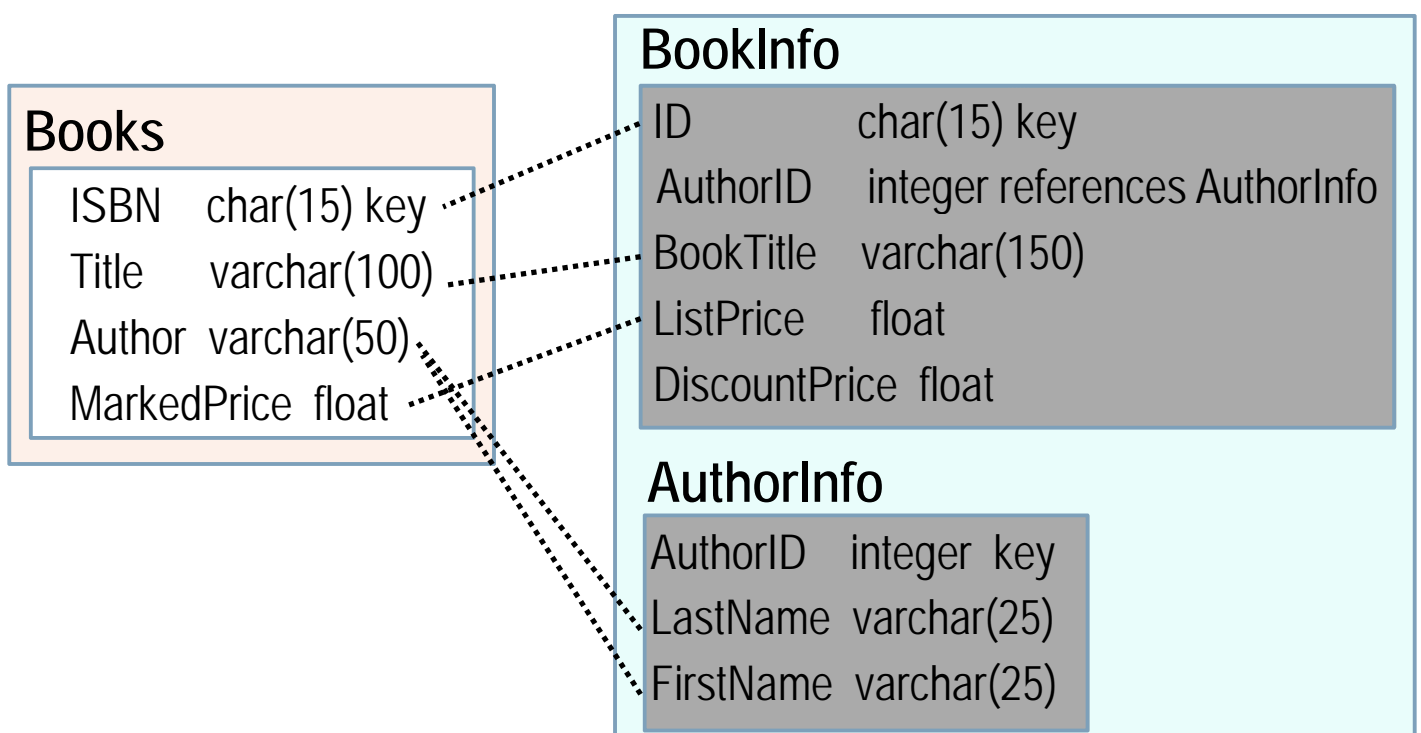 Books
ISBN char(15) key
Title varchar(100)
Author varchar(50)
MarkedPrice float
BookInfo
ID char(15) key
AuthorID integer references AuthorInfo
BookTitle varchar(150)
ListPrice float
DiscountPrice float
AuthorInfo
AuthorID integer key
LastName varchar(25)
FirstName varchar(25)